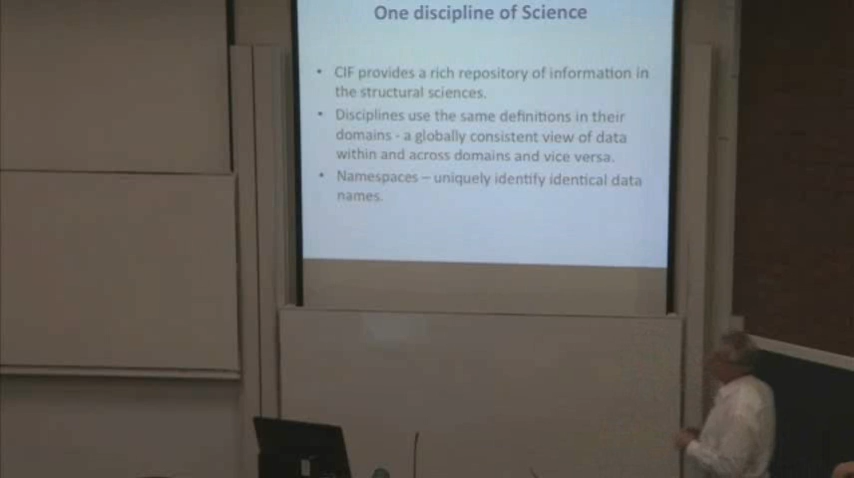 One discipline of Science
• CIF provides a rich repository of information in
the structural sciences.
• Disciplines use the same definitions in their
domains - a globally consistent view of data
within and across domains and vice versa.
• Namespaces – uniquely identify identical data
names.